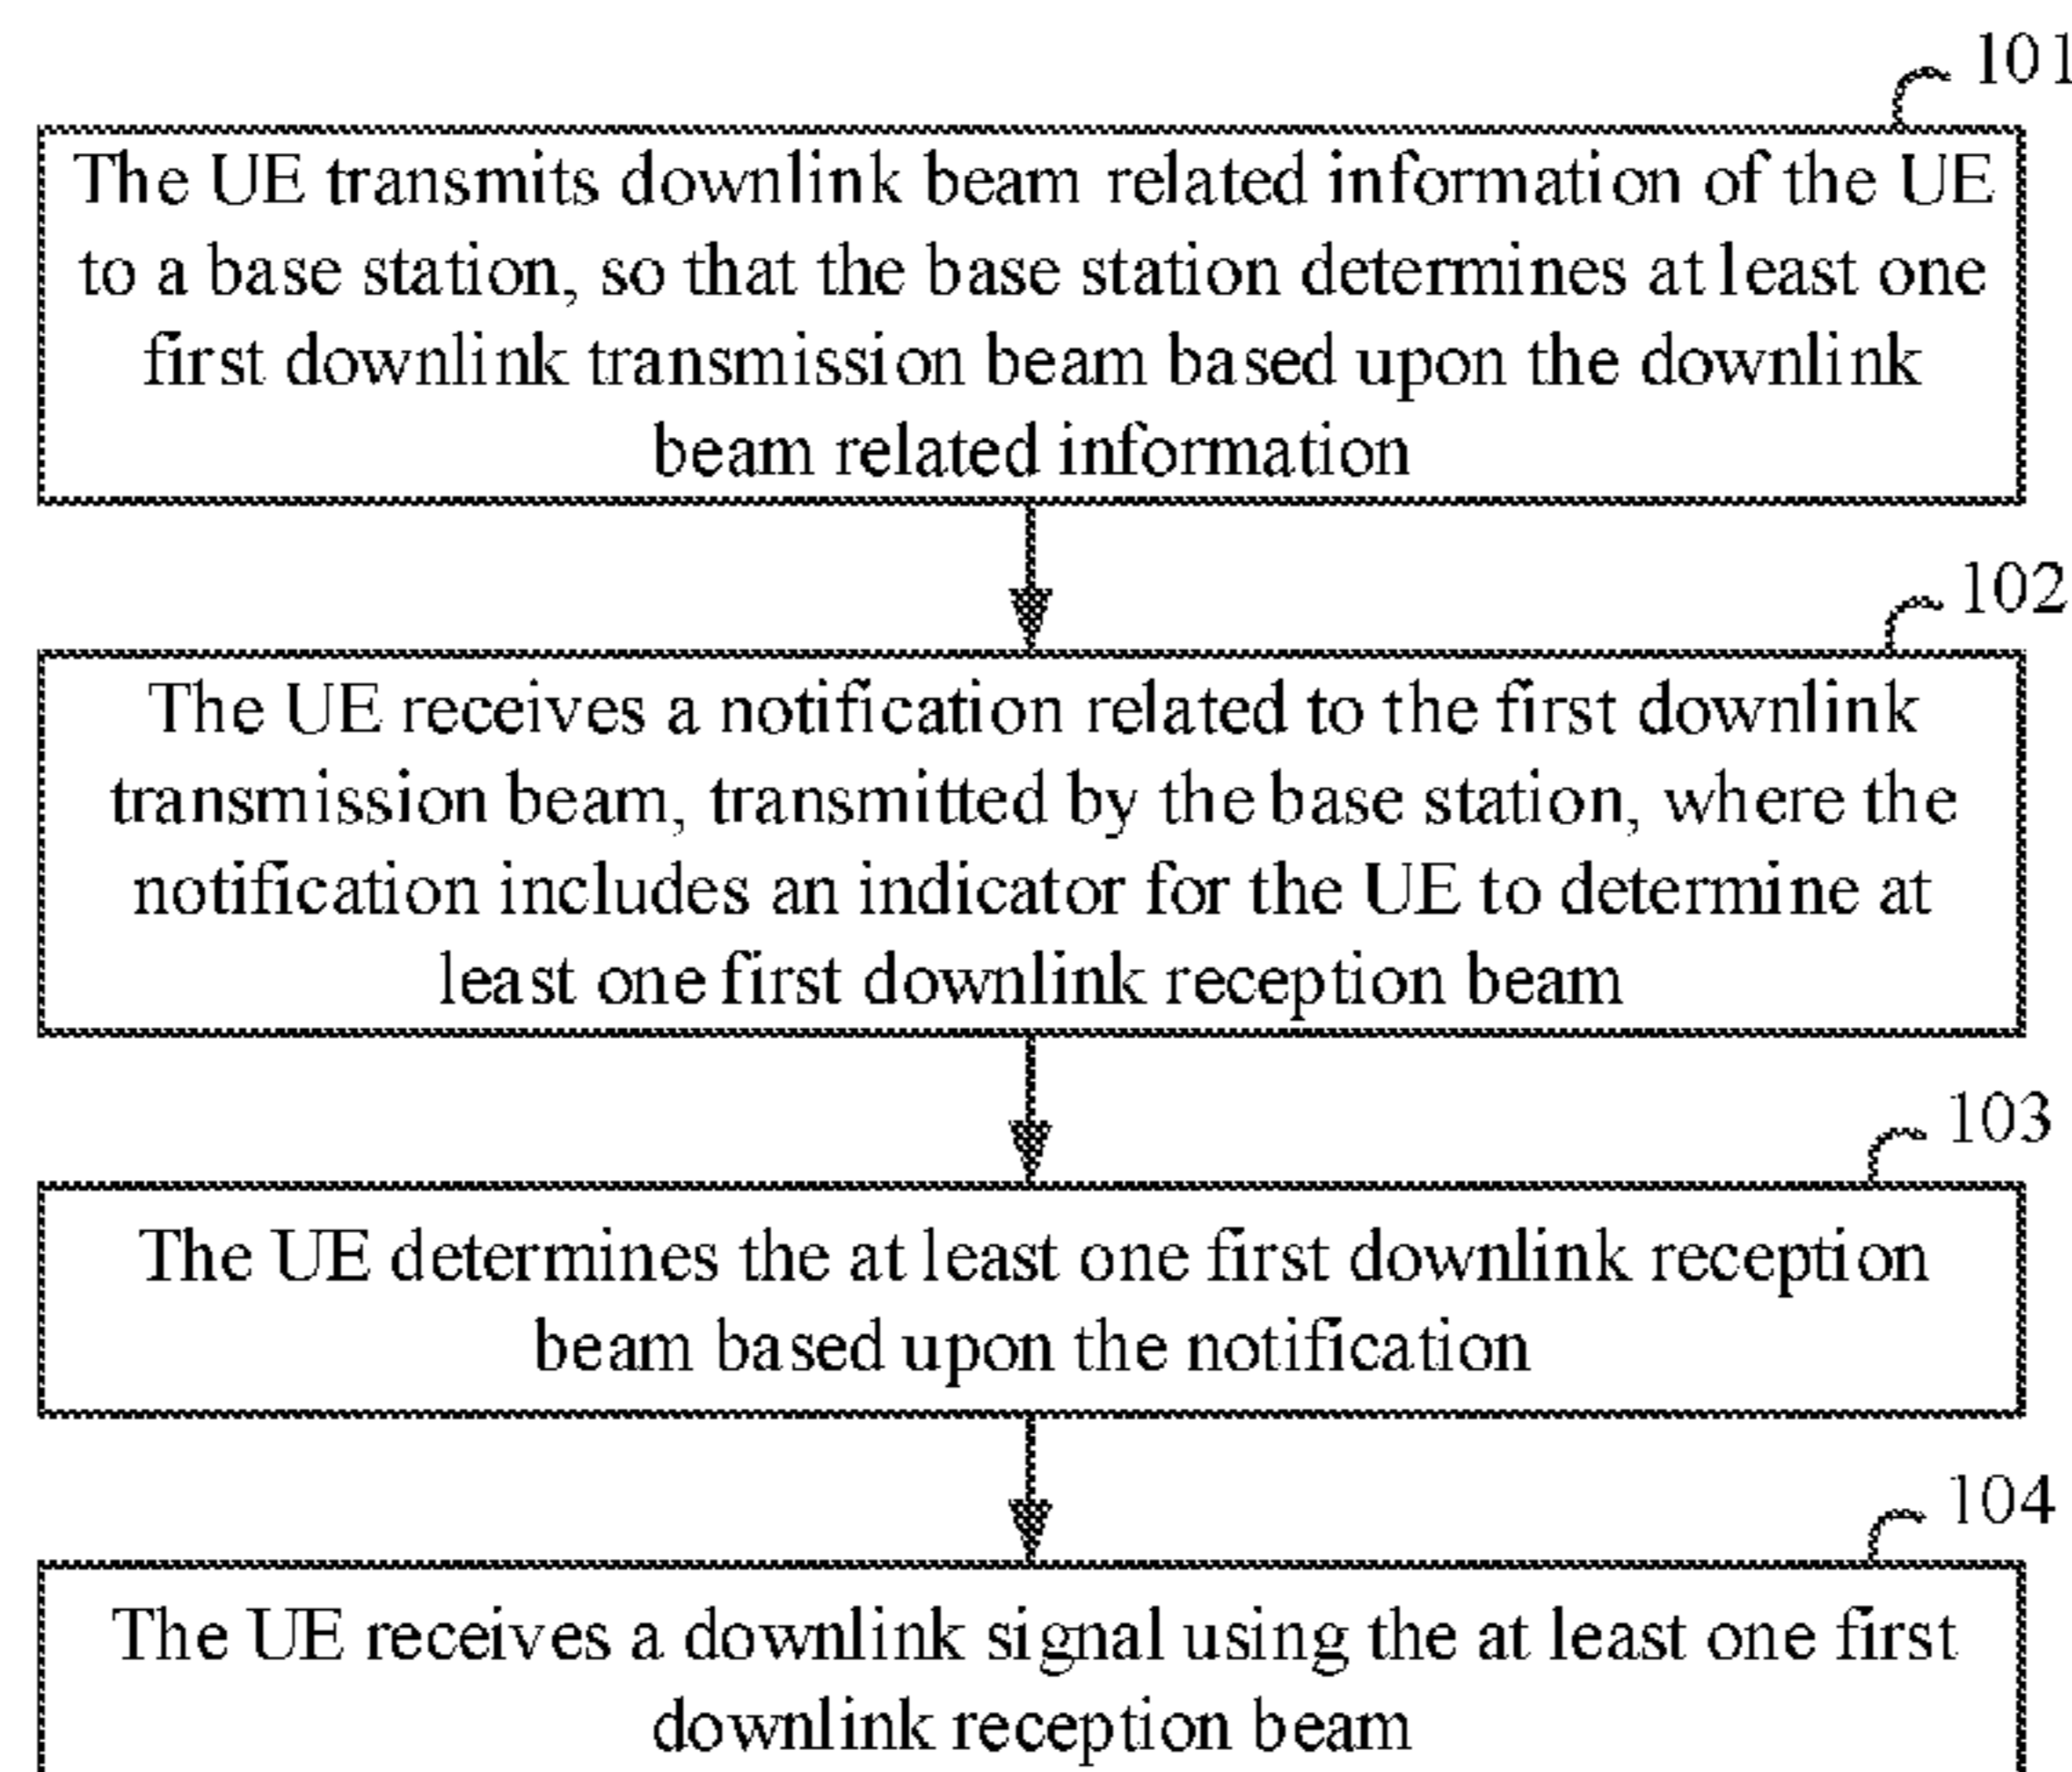 101
The UE transmits downlink beam related information of the UE
to a base station, so that the base station determines at least one
first downlink transmission beam based upon the downlink
beam related information
102
The UE receives a notification related to the first downlink
transmission beam, transmitted by the base station, where the
notification includes an indicator for the UE to determine at
least one first downlink reception beam
103
The UE determines the at least one first downlink reception
beam based upon the notification
104
The UE receives a downlink signal using the at least one first
downlink reception beam